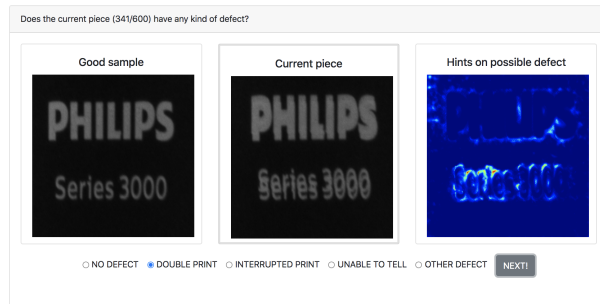 Does the current piece (341/600) have any kind of defect?
Good sample
Current piece
Hints on possible defect
PHILIPS
Series 3000
PHILIPS
Series 3000
NO DEFECT
DOUBLE PRINT
INTERRUPTED PRINT
UNABLE TO TELL
OTHER DEFECT
NEXT!